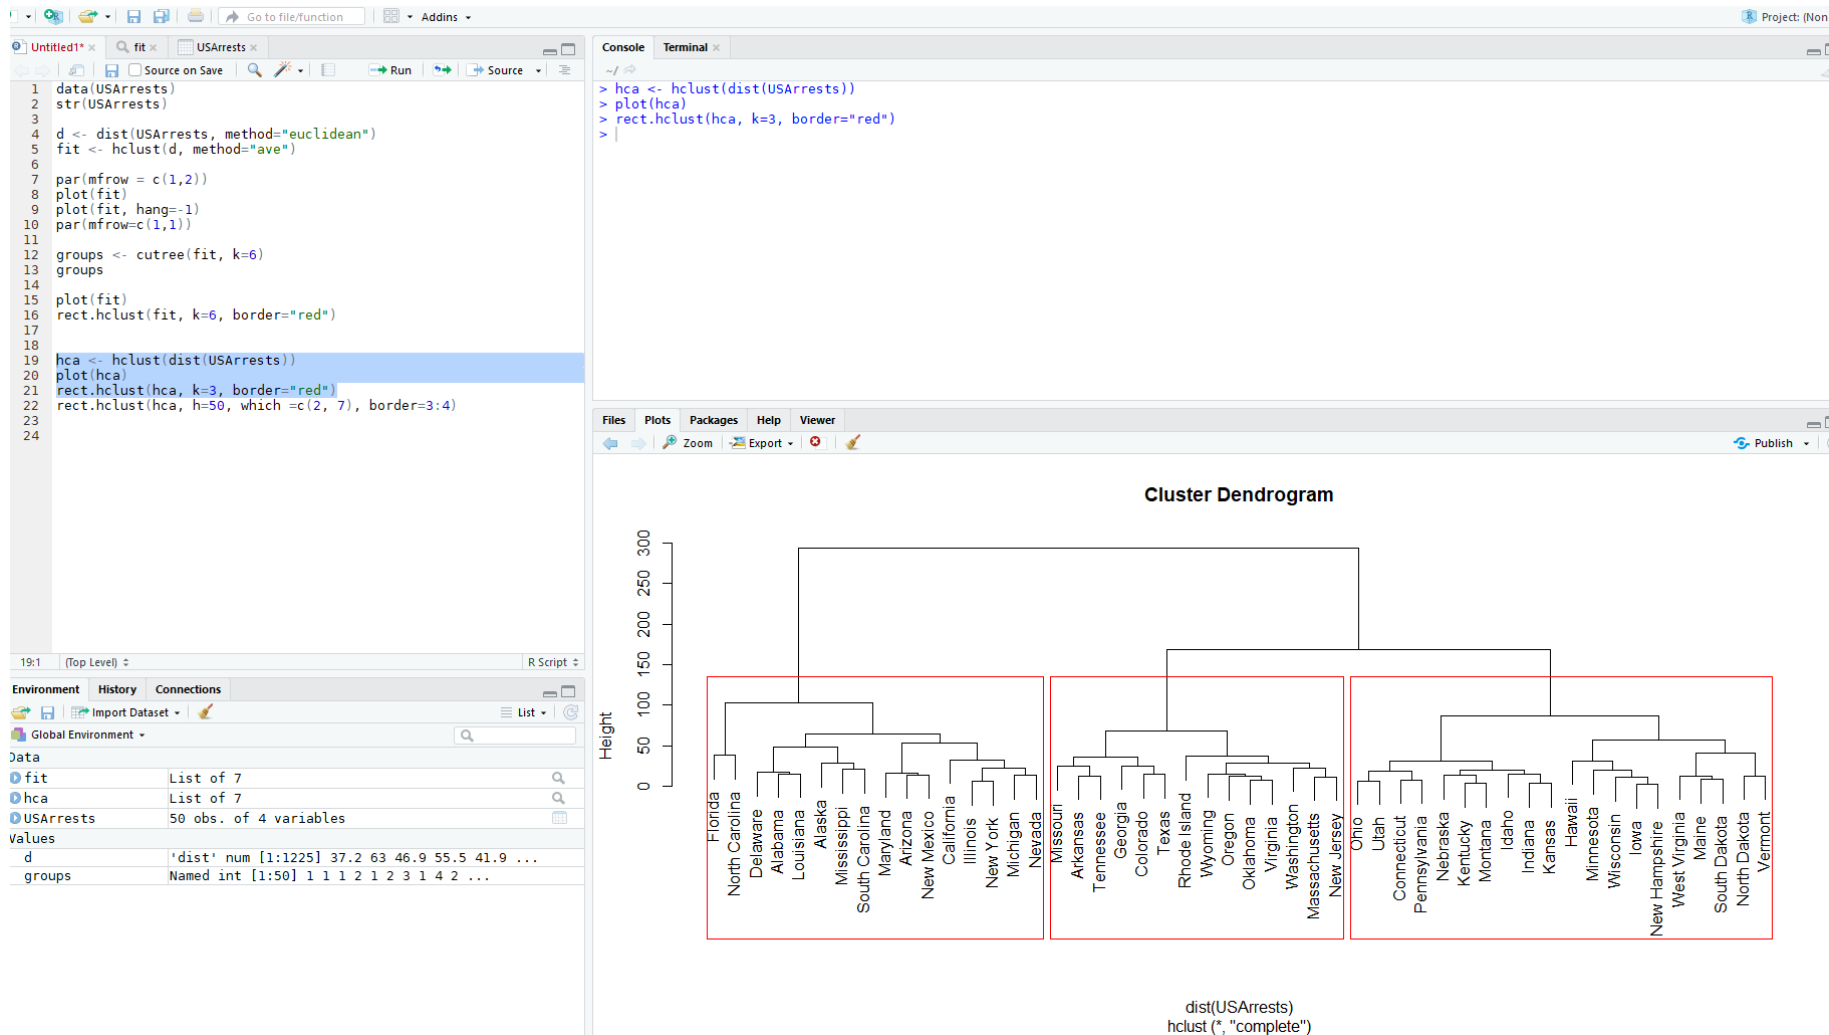 Go to file/function
Addins
Project: (Non
Untitled1*
fit
USArrests
Source on Save
Run
Source
1 data(USArrests)
2 str(USArrests)
3
4 d <- dist(USArrests, method="euclidean")
5 fit <- hclust(d, method="ave")
6
7 par(mfrow = c(1,2))
8 plot(fit)
9 plot(fit, hang=-1)
10 par(mfrow=c(1,1))
11
12 groups <- cutree(fit, k=6)
13 groups
14
15 plot(fit)
16 rect.hclust(fit, k=6, border="red")
17
18
19 hca <- hclust(dist(USArrests))
20 plot(hca)
21 rect.hclust(hca, k=3, border="red")
22 rect.hclust(hca, h=50, which =c(2, 7), border=3:4)
23
24
19:1 (Top Level) R Script
Environment History Connections
Import Dataset List
Global Environment
Data
fit List of 7
hca List of 7
USArrests 50 obs. of 4 variables
Values
d 'dist' num [1:1225] 37.2 63 46.9 55.5 41.9 ...
groups Named int [1:50] 1 1 1 2 1 2 3 1 4 2 ...
Console Terminal
~/
> hca <- hclust(dist(USArrests))
> plot(hca)
> rect.hclust(hca, k=3, border="red")
>
Files Plots Packages Help Viewer
Zoom Export Publish
Cluster Dendrogram
Height
300
250
200
150
100
50
0
Florida
North Carolina
Delaware
Alabama
Louisiana
Alaska
Mississippi
South Carolina
Maryland
Arizona
New Mexico
California
Illinois
New York
Michigan
Nevada
Missouri
Arkansas
Tennessee
Georgia
Colorado
Texas
Rhode Island
Wyoming
Oregon
Oklahoma
Virginia
Washington
Massachusetts
New Jersey
Ohio
Utah
Connecticut
Pennsylvania
Nebraska
Kentucky
Montana
Idaho
Indiana
Kansas
Hawaii
Minnesota
Wisconsin
Iowa
New Hampshire
West Virginia
Maine
South Dakota
North Dakota
Vermont
dist(USArrests)
hclust (*, "complete")